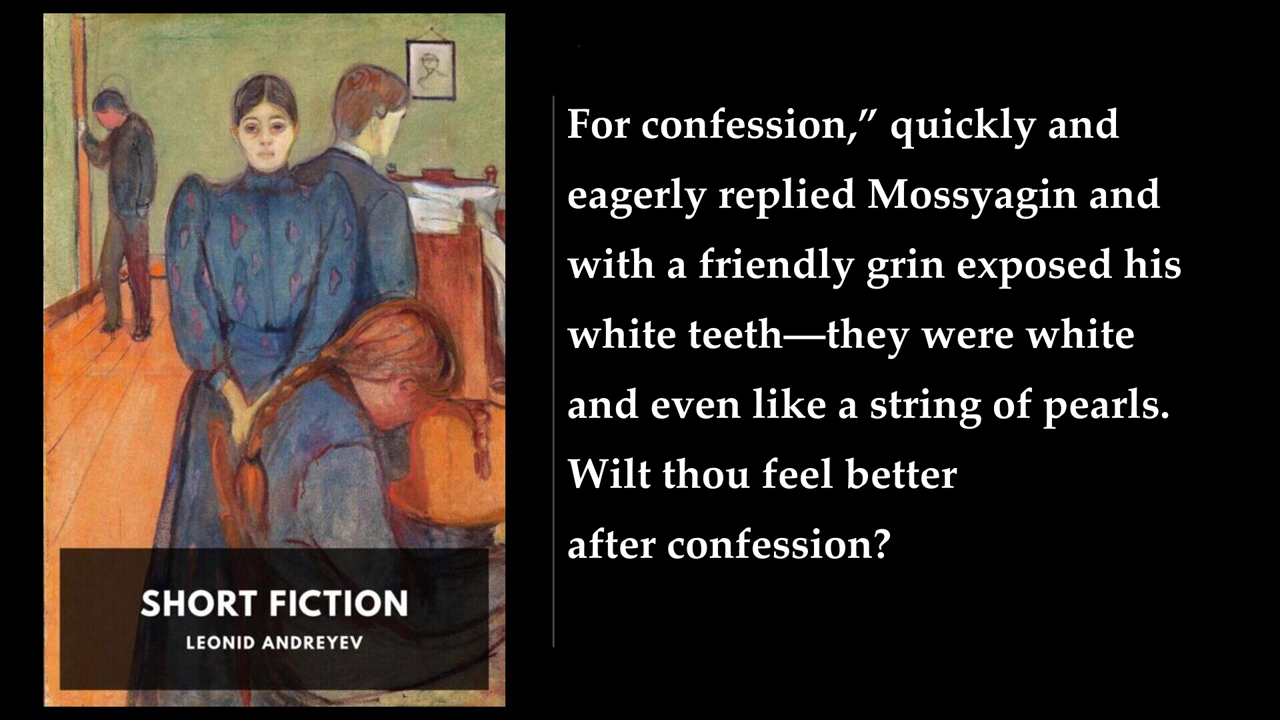 For confession,” quickly and
eagerly replied Mossyagin and
with a friendly grin exposed his
white teeth—they were white
and even like a string of pearls.
Wilt thou feel better
after confession?
SHORT FICTION
LEONID ANDREYEV